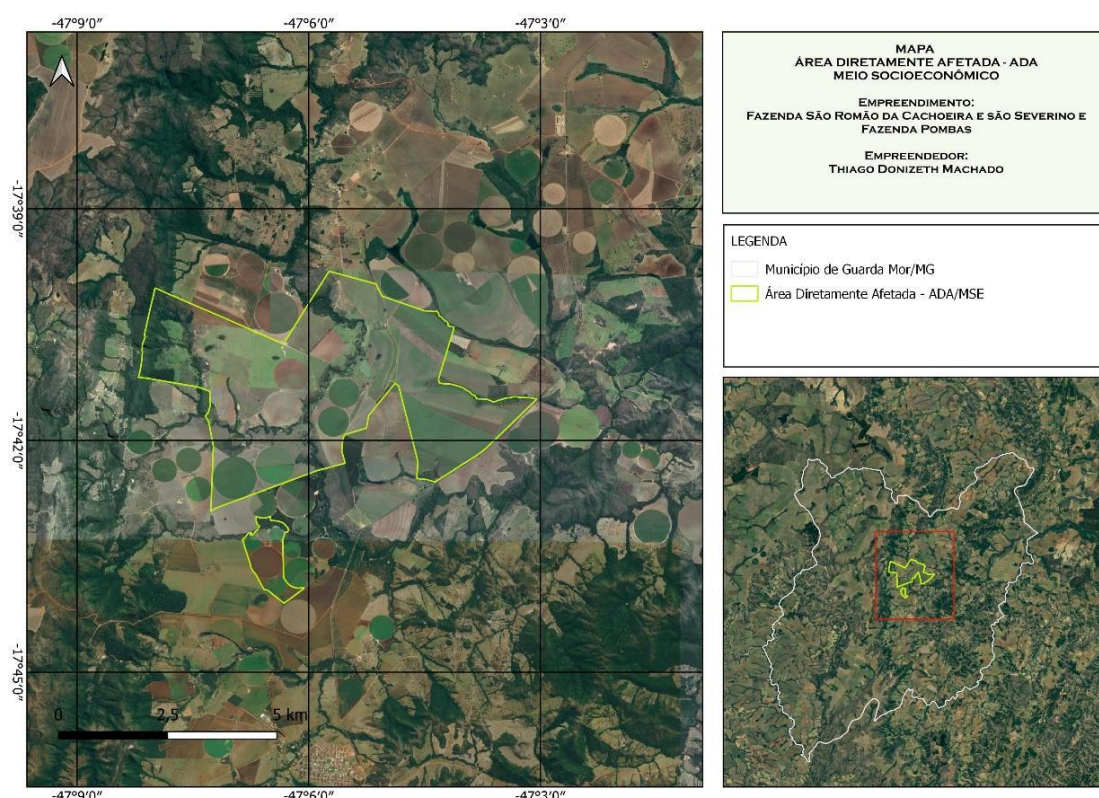 -47°9'0"
-47°6'0"
-47°3'0"
-17°39'0"
-17°42'0"
-17°45'0"
0
2,5
5 km
-47°9'0"
-47°6'0"
-47°3'0"
MAPA
ÁREA DIRETAMENTE AFETADA - ADA
MEIO SOCIOECONÔMICO
EMPREENDIMENTO:
FAZENDA SÃO ROMÃO DA CACHOEIRA E SÃO SEVERINO E
FAZENDA POMBAS
EMPREENDEDOR:
THIAGO DONIZETH MACHADO
LEGENDA
Município de Guarda Mor/MG
Área Diretamente Afetada - ADA/MSE